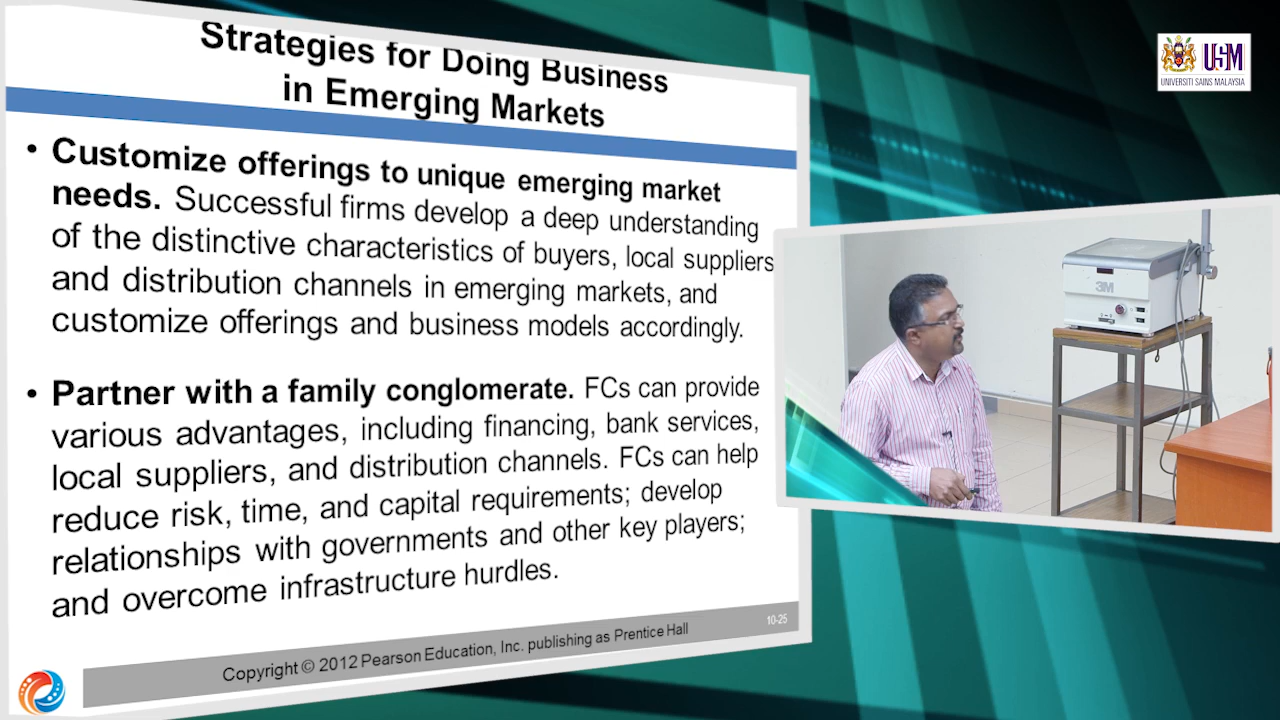 Strategies for Doing Business
in Emerging Markets
• Customize offerings to unique emerging market
needs. Successful firms develop a deep understanding
of the distinctive characteristics of buyers, local suppliers
and distribution channels in emerging markets, and
customize offerings and business models accordingly.
• Partner with a family conglomerate. FCs can provide
various advantages, including financing, bank services,
local suppliers, and distribution channels. FCs can help
reduce risk, time, and capital requirements; develop
relationships with governments and other key players;
and overcome infrastructure hurdles.
Copyright © 2012 Pearson Education, Inc. publishing as Prentice Hall
10-25
USM
UNIVERSITI SAINS MALAYSIA
3M